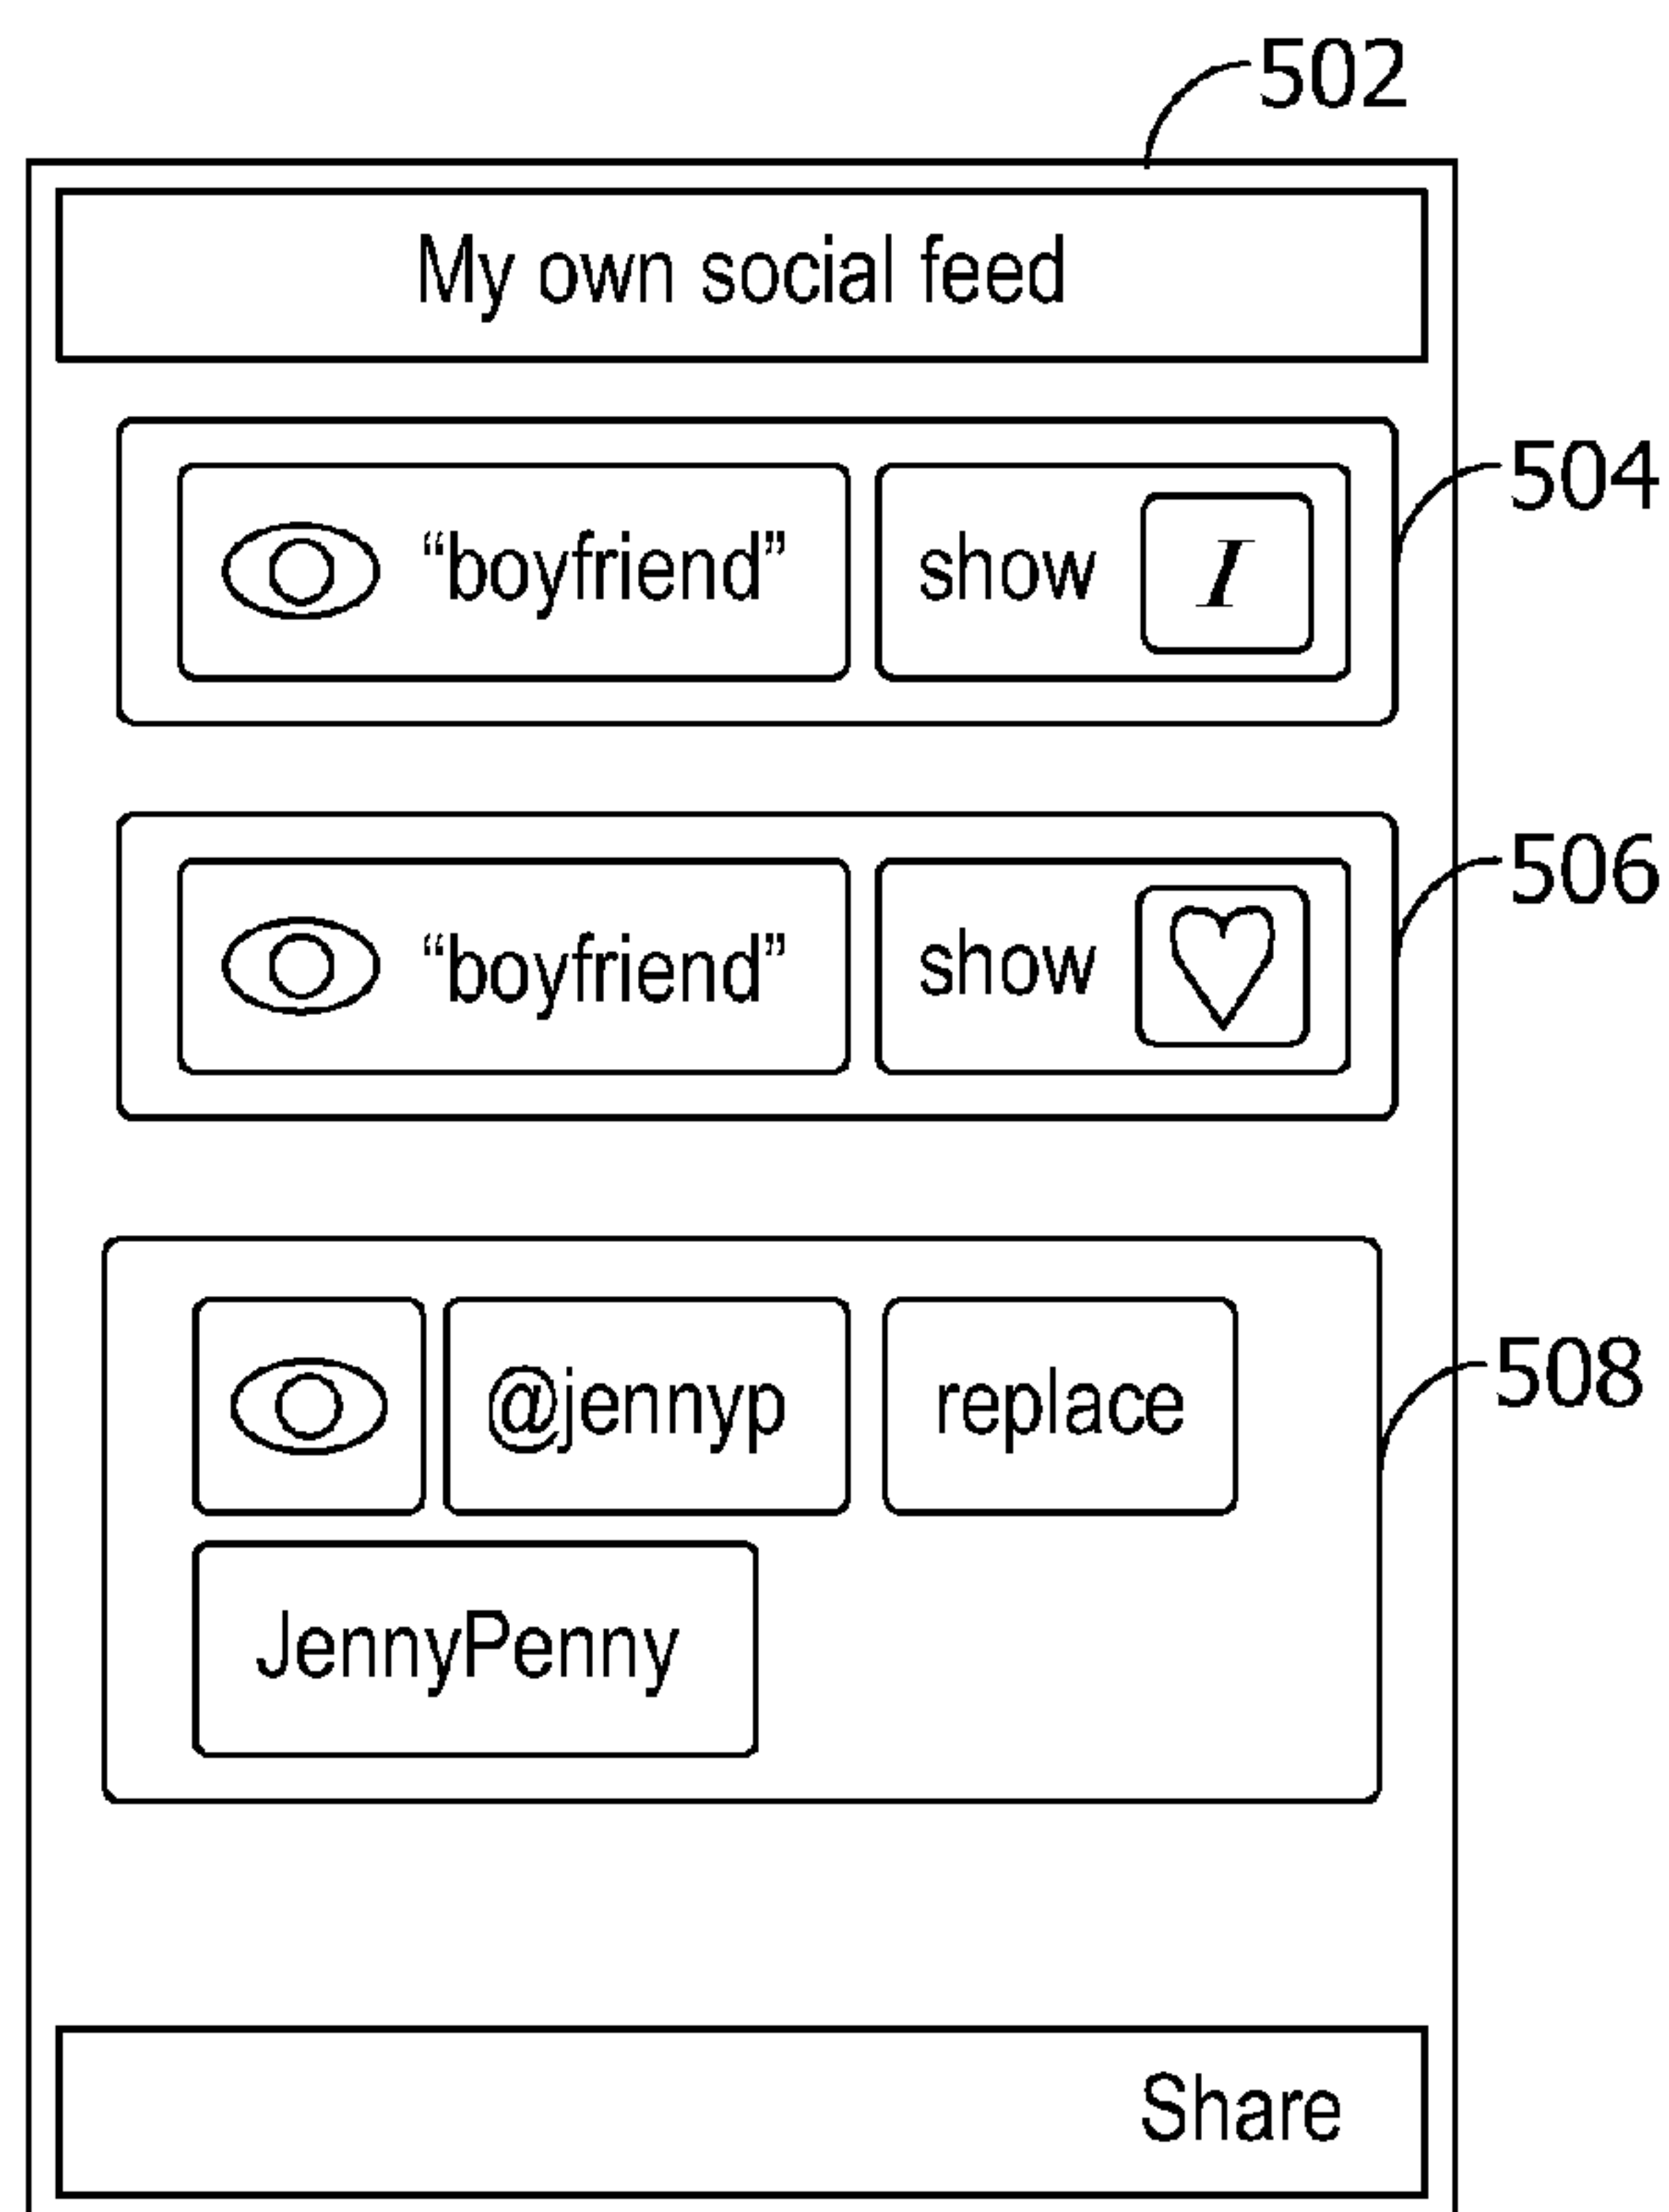 502
My own social feed
504
“boyfriend” show I
506
“boyfriend” show
508
@jennyp replace
JennyPenny
Share